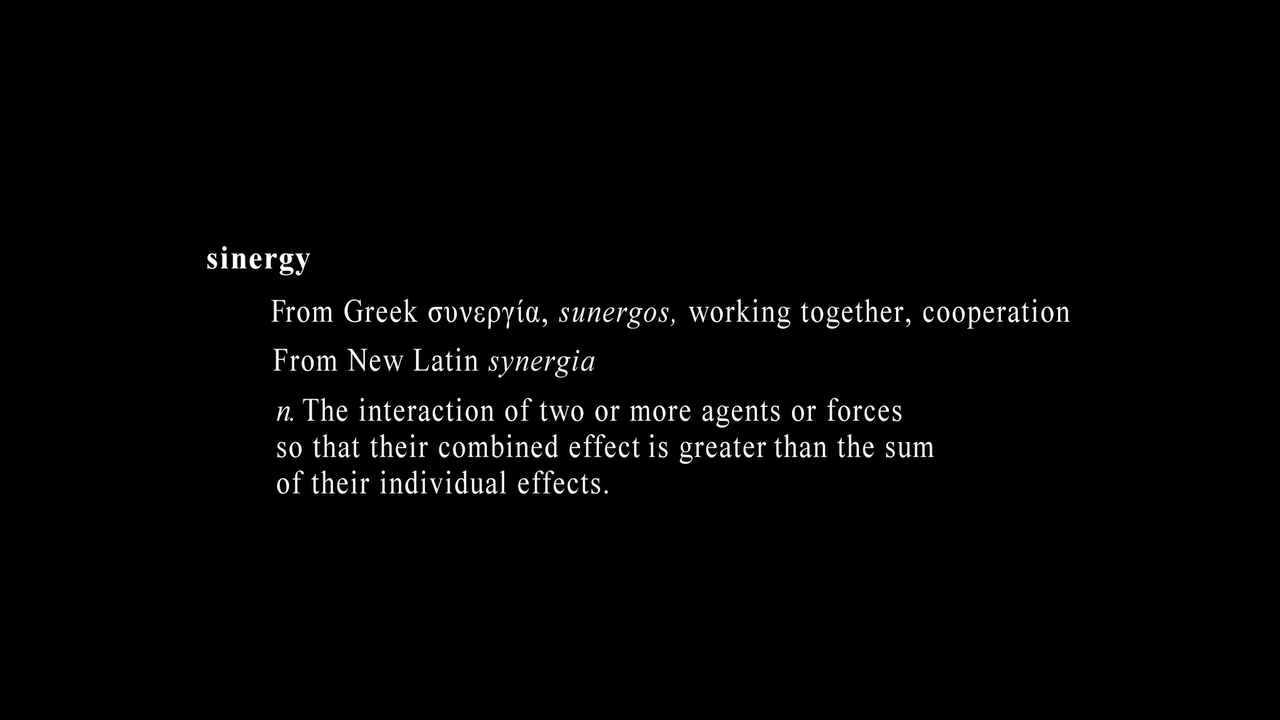 sinergy
From Greek συνεργία, sunergos, working together, cooperation
From New Latin synergia
n. The interaction of two or more agents or forces
so that their combined effect is greater than the sum
of their individual effects.